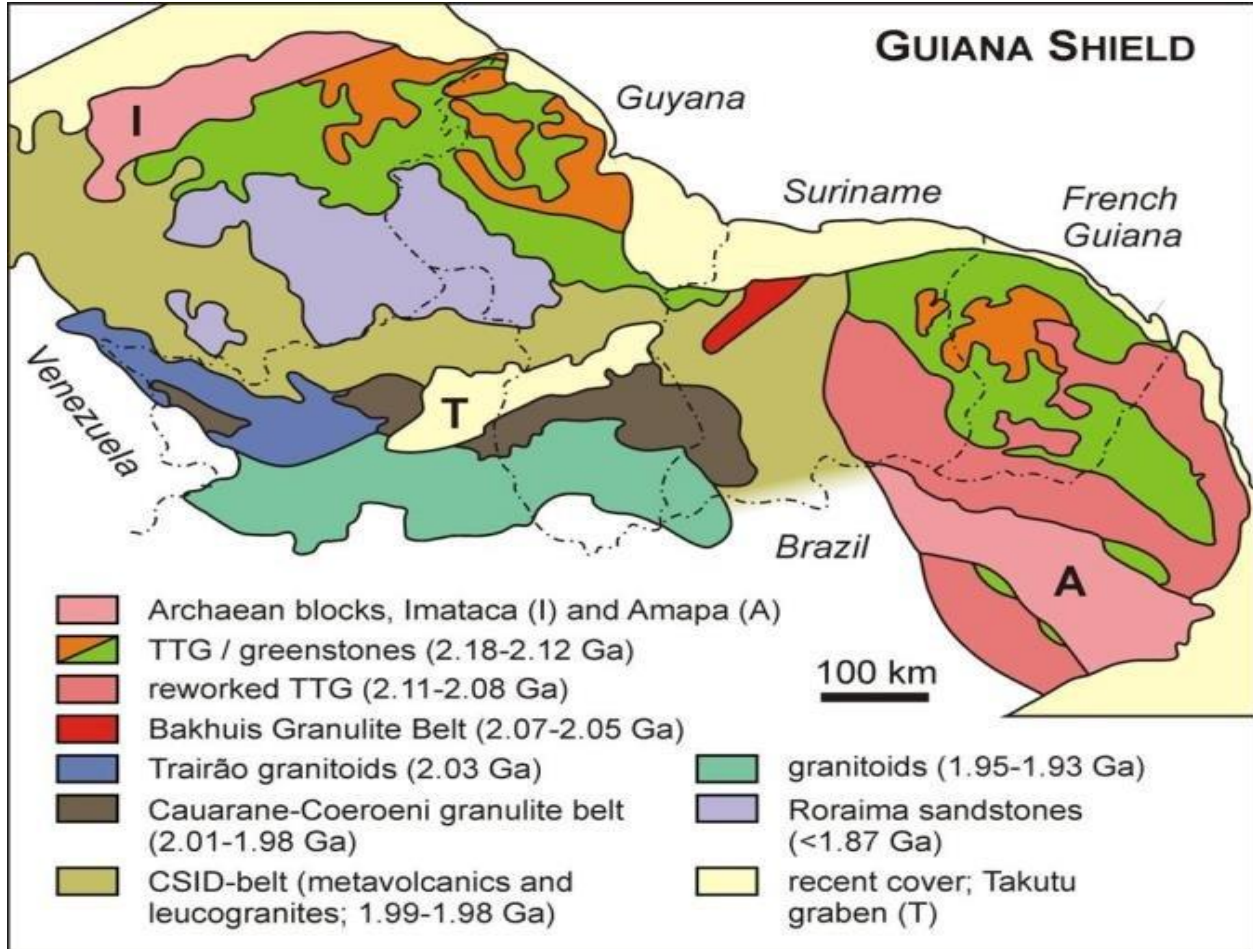 GUIANA SHIELD
I
Guyana
Suriname
French
Guiana
Venezuela
T
Brazil
A
Archaean blocks, Imataca (I) and Amapa (A)
TTG / greenstones (2.18-2.12 Ga)
reworked TTG (2.11-2.08 Ga)
100 km
Bakhuis Granulite Belt (2.07-2.05 Ga)
Trairão granitoids (2.03 Ga)
Cauarane-Coeroeni granulite belt
(2.01-1.98 Ga)
CSID-belt (metavolcanics and
leucogranites; 1.99-1.98 Ga)
granitoids (1.95-1.93 Ga)
Roraima sandstones
(<1.87 Ga)
recent cover; Takutu
graben (T)